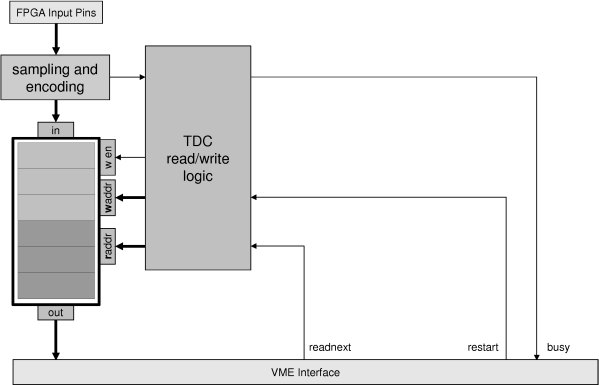 FPGA Input Pins
sampling and
encoding
in
w en
waddr
raddr
TDC
read/write
logic
out
readnext
restart
busy
VME Interface